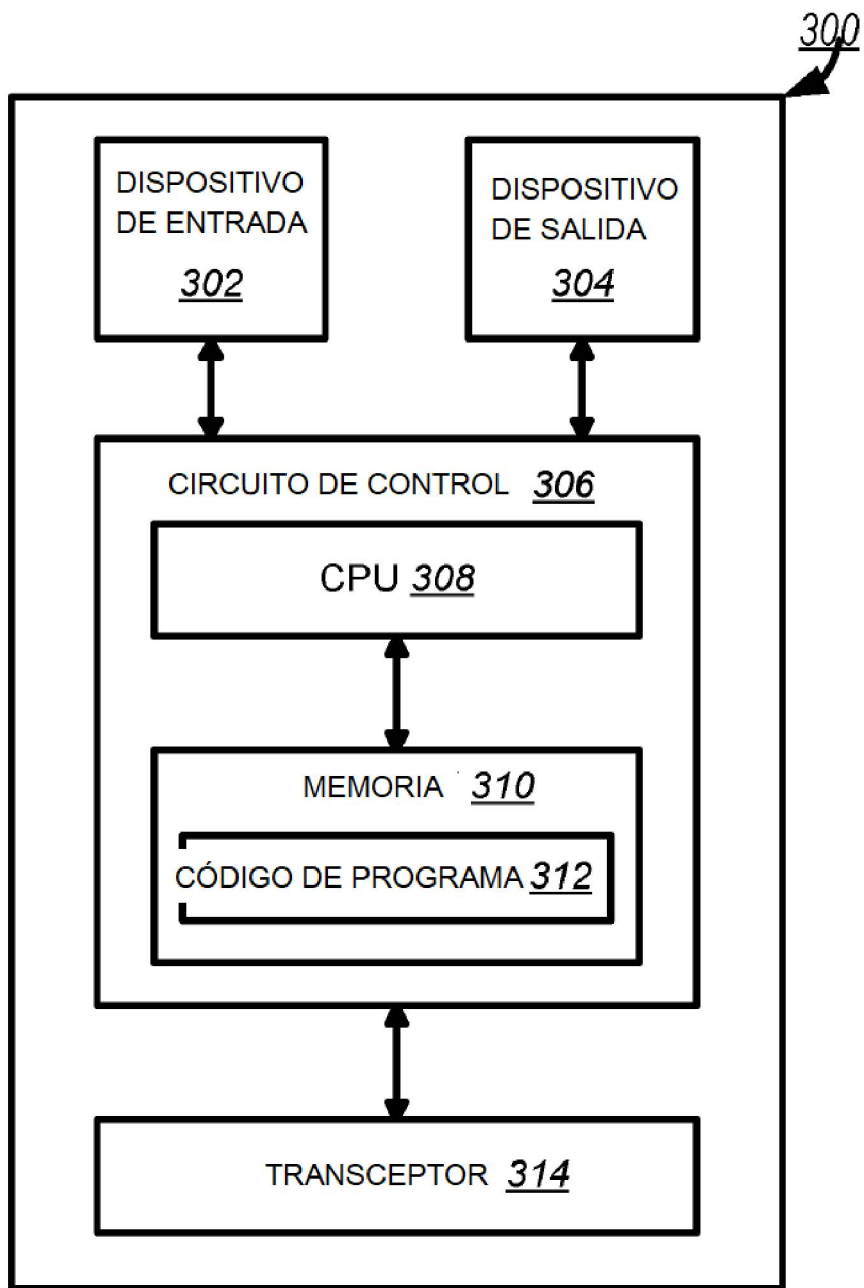 300
DISPOSITIVO
DE ENTRADA
302
DISPOSITIVO
DE SALIDA
304
CIRCUITO DE CONTROL 306
CPU 308
MEMORIA 310
CÓDIGO DE PROGRAMA 312
TRANSCEPTOR 314